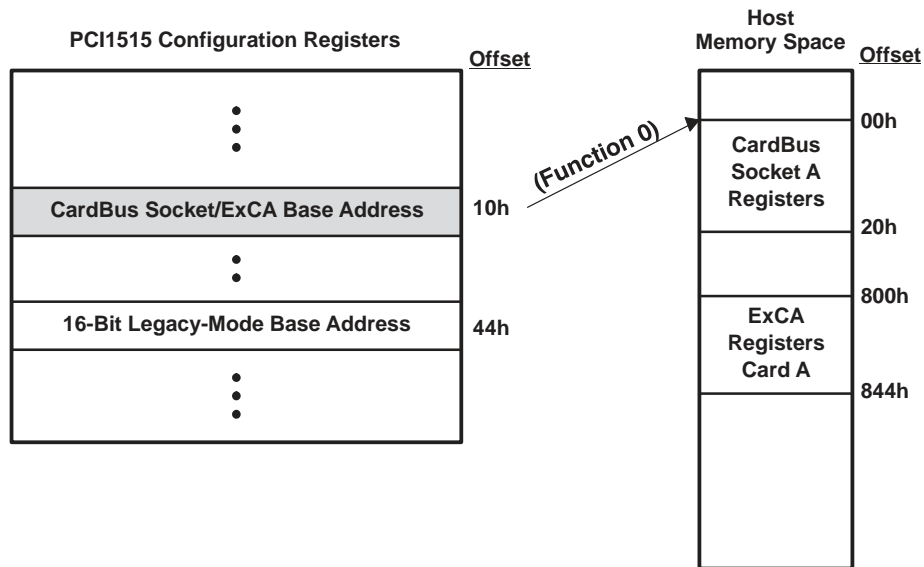 PCI1515 Configuration Registers
Offset
CardBus Socket/ExCA Base Address
10h
16-Bit Legacy-Mode Base Address
44h
(Function 0)
Host
Memory Space
Offset
00h
CardBus
Socket A
Registers
20h
800h
ExCA
Registers
Card A
844h